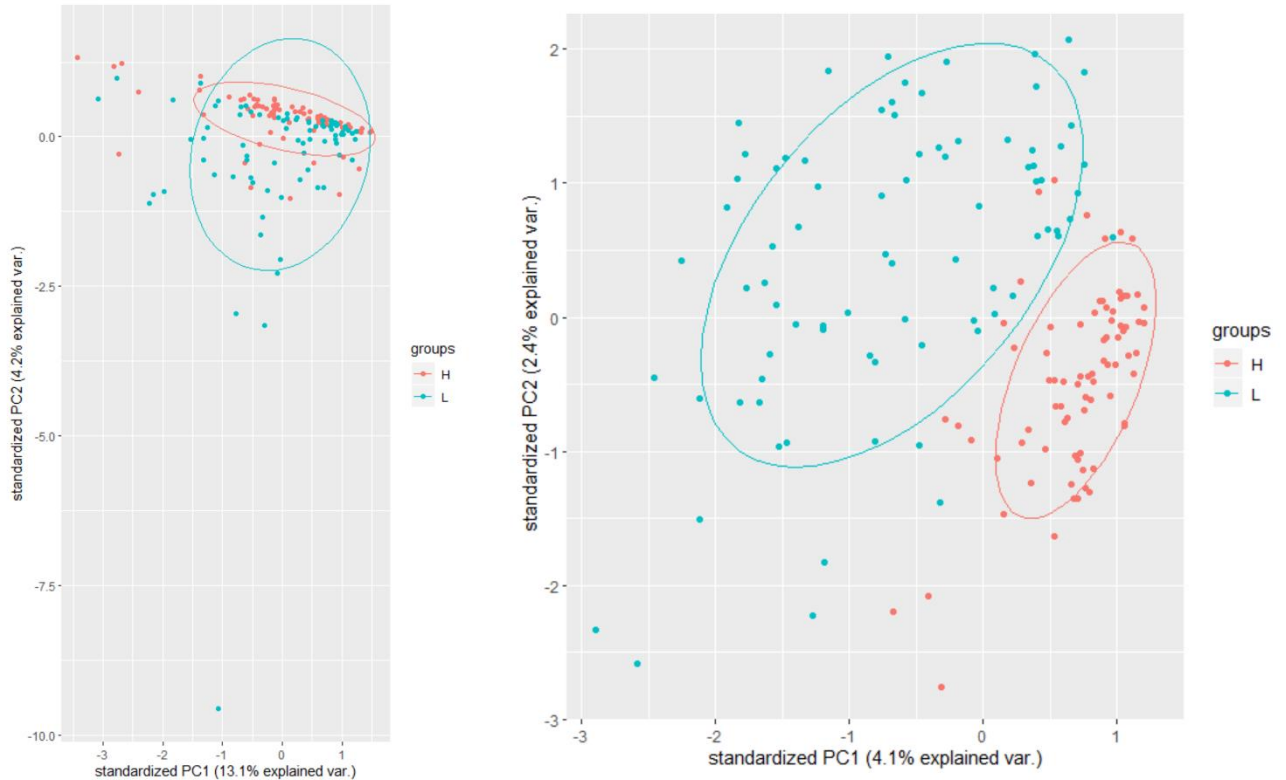 0.0
-2.5
-5.0
-7.5
-10.0
standardized PC2 (4.2% explained var.)
-3
-2
-1
0
1
standardized PC1 (13.1% explained var.)
groups
H
L
2
1
0
-1
-2
-3
standardized PC2 (2.4% explained var.)
-3
-2
-1
0
1
standardized PC1 (4.1% explained var.)
groups
H
L